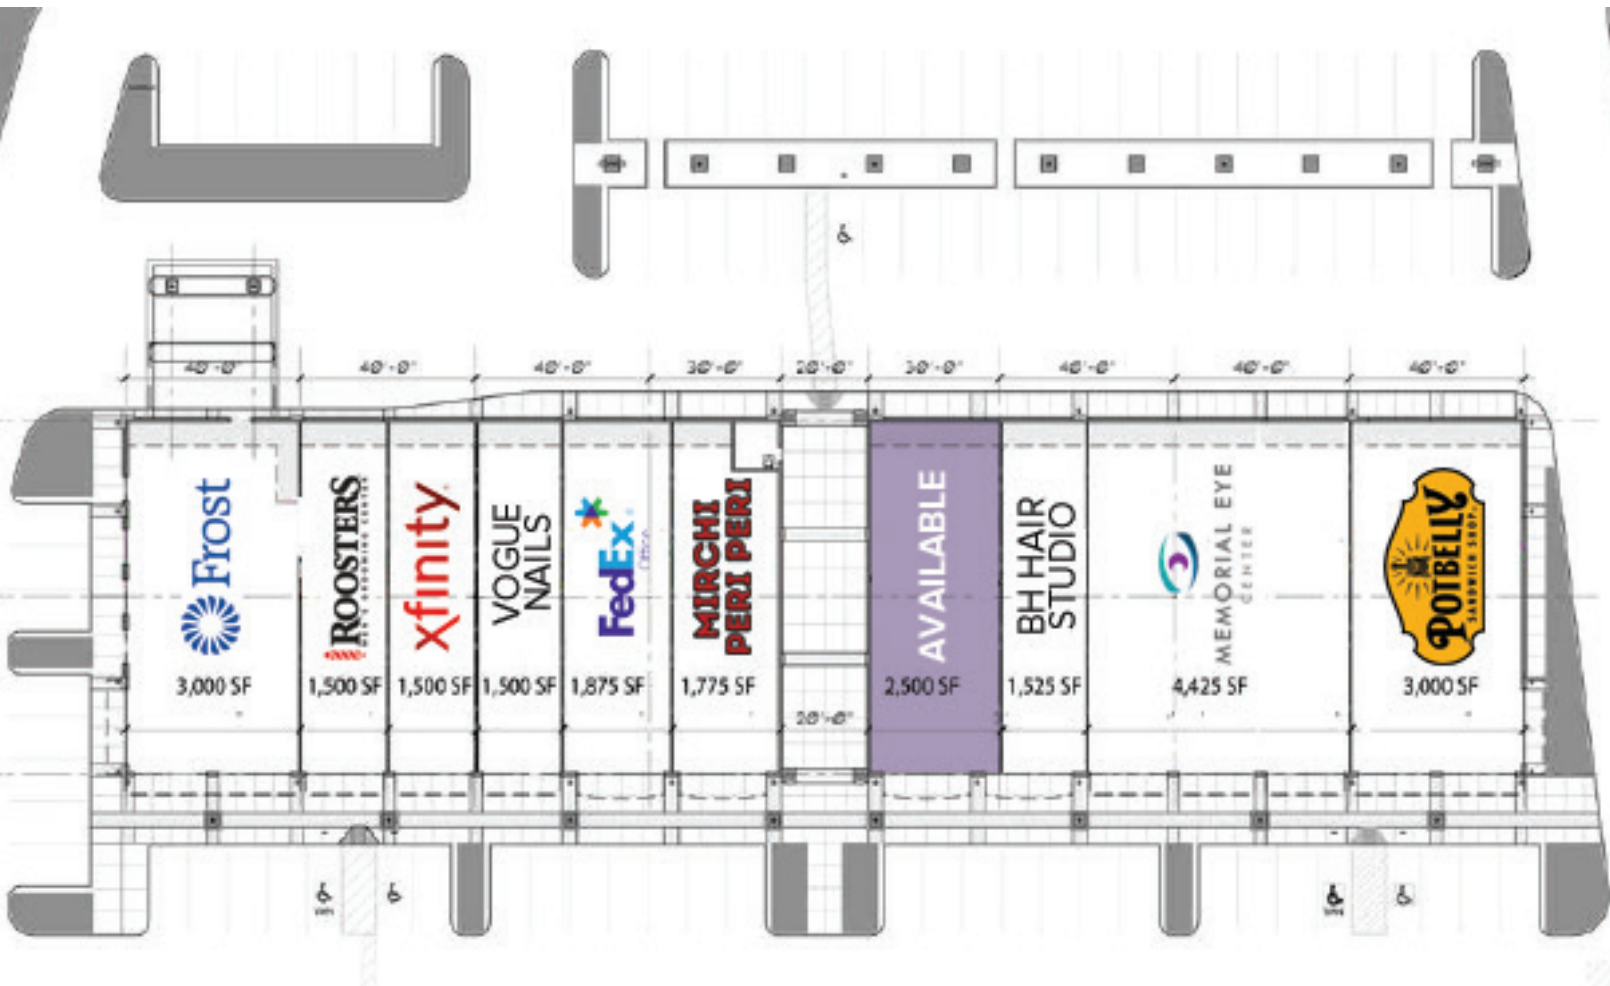 40'-0"
40'-0"
40'-0"
30'-0"
20'-0"
30'-0"
40'-0"
40'-0"
40'-0"
Frost
3,000 SF
ROOSTERS
MEN'S GROOMING CENTER
1,500 SF
xfinity
1,500 SF
VOGUE
NAILS
1,500 SF
FedEx
Office
1,875 SF
MIRCHI
PERI PERI
1,775 SF
20'-0"
AVAILABLE
2,500 SF
BH HAIR
STUDIO
1,525 SF
MEMORIAL EYE
CENTER
4,425 SF
POTBELLY
SANDWICH SHOP
3,000 SF